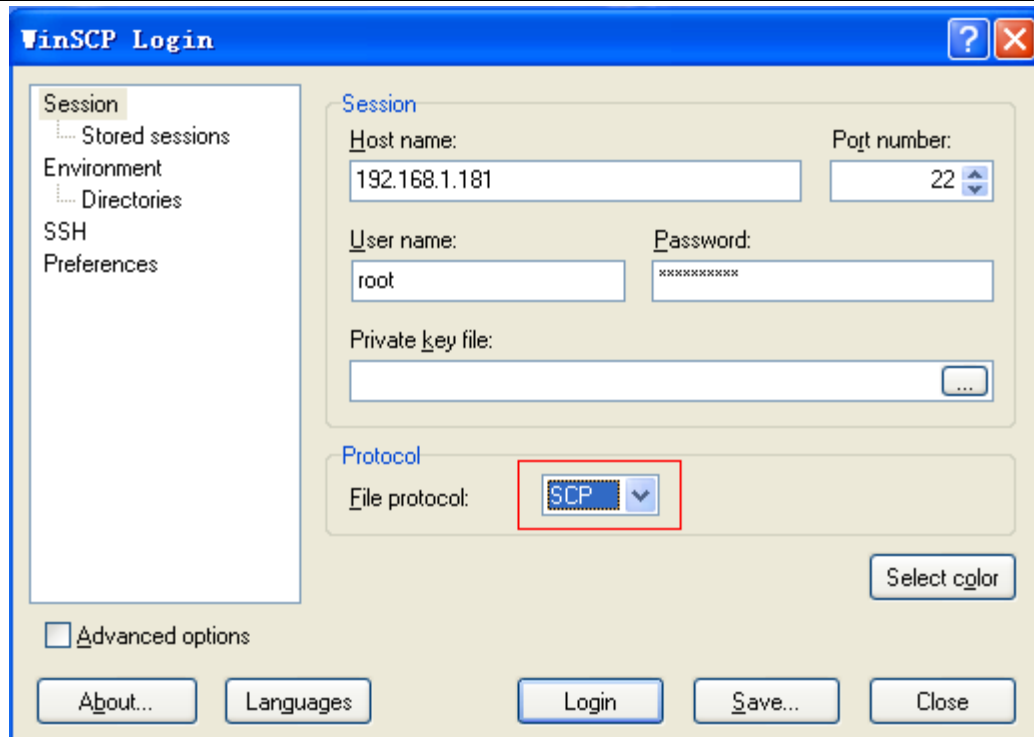 WinSCP Login
Session
Stored sessions
Environment
Directories
SSH
Preferences
Session
Host name:
Port number:
192.168.1.181
22
User name:
Password:
root
**********
Private key file:
...
Protocol
File protocol:
SCP
Select color
Advanced options
About...
Languages
Login
Save...
Close